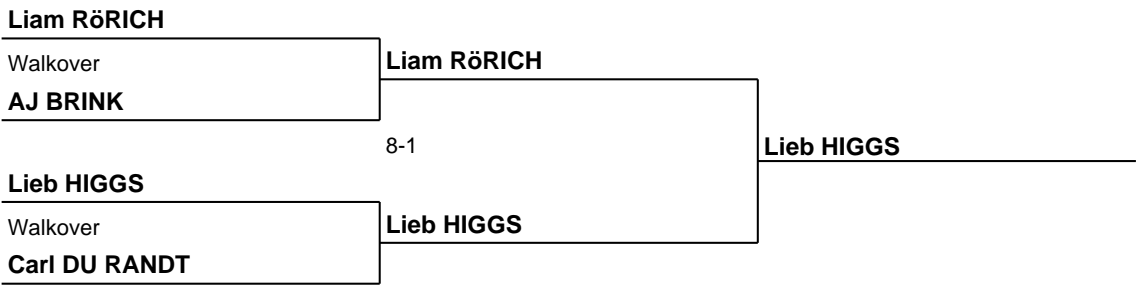 Liam RöRICH
Walkover
Liam RöRICH
AJ BRINK
8-1
Lieb HIGGS
Lieb HIGGS
Walkover
Lieb HIGGS
Carl DU RANDT